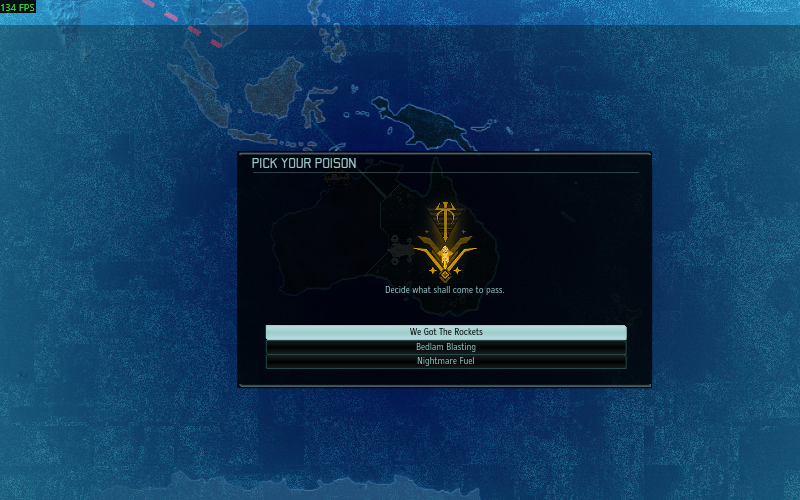 134 FPS
PICK YOUR POISON
Decide what shall come to pass.
We Got The Rockets
Bedlam Blasting
Nightmare Fuel